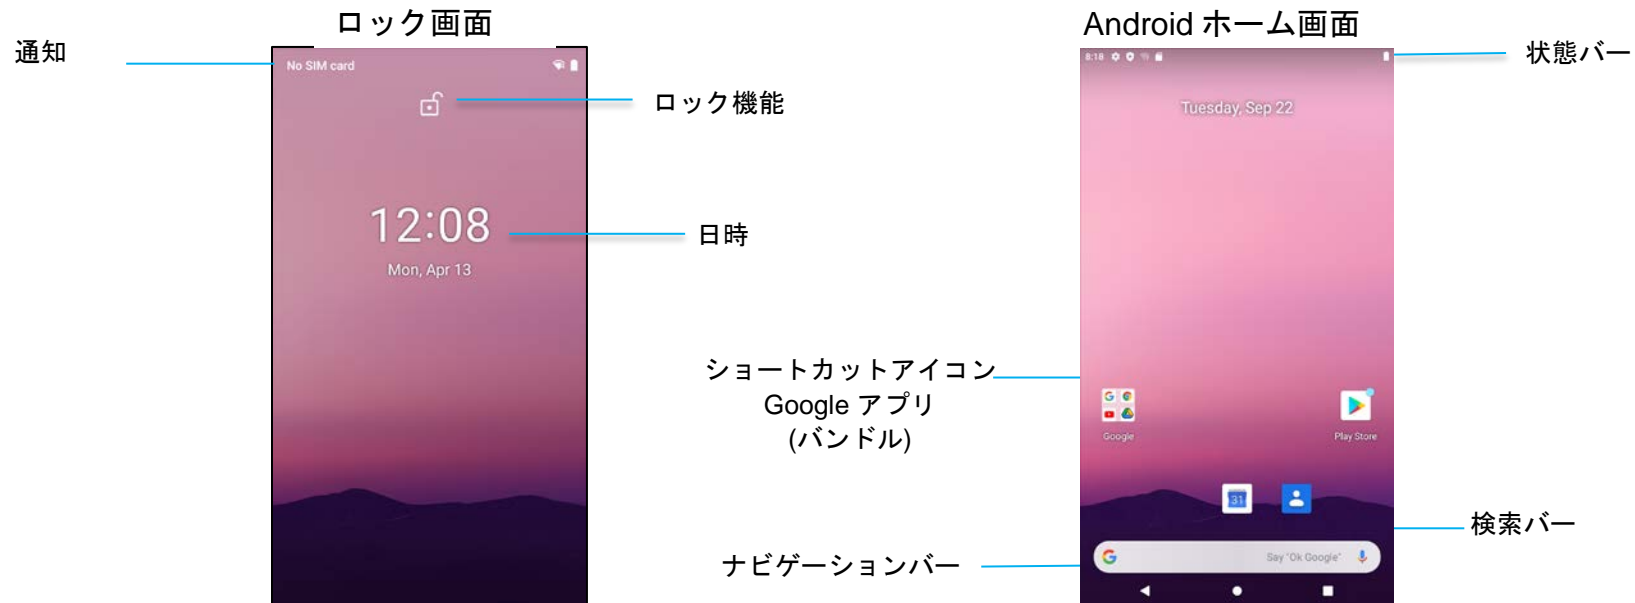 ロック画面
Android ホーム画面
通知
No SIM card
8:18
状態バー
ロック機能
Tuesday, Sep 22
12:08
日時
Mon, Apr 13
ショートカットアイコン
Google アプリ
(バンドル)
Google
Play Store
31
検索バー
Say "Ok Google"
ナビゲーションバー